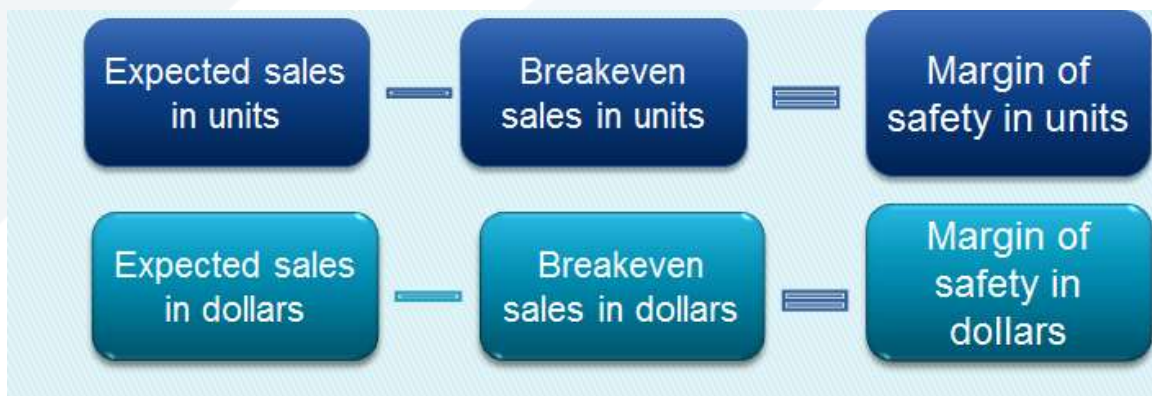 Expected sales
in units
Breakeven
sales in units
Margin of
safety in units
Expected sales
in dollars
Breakeven
sales in dollars
Margin of
safety in
dollars